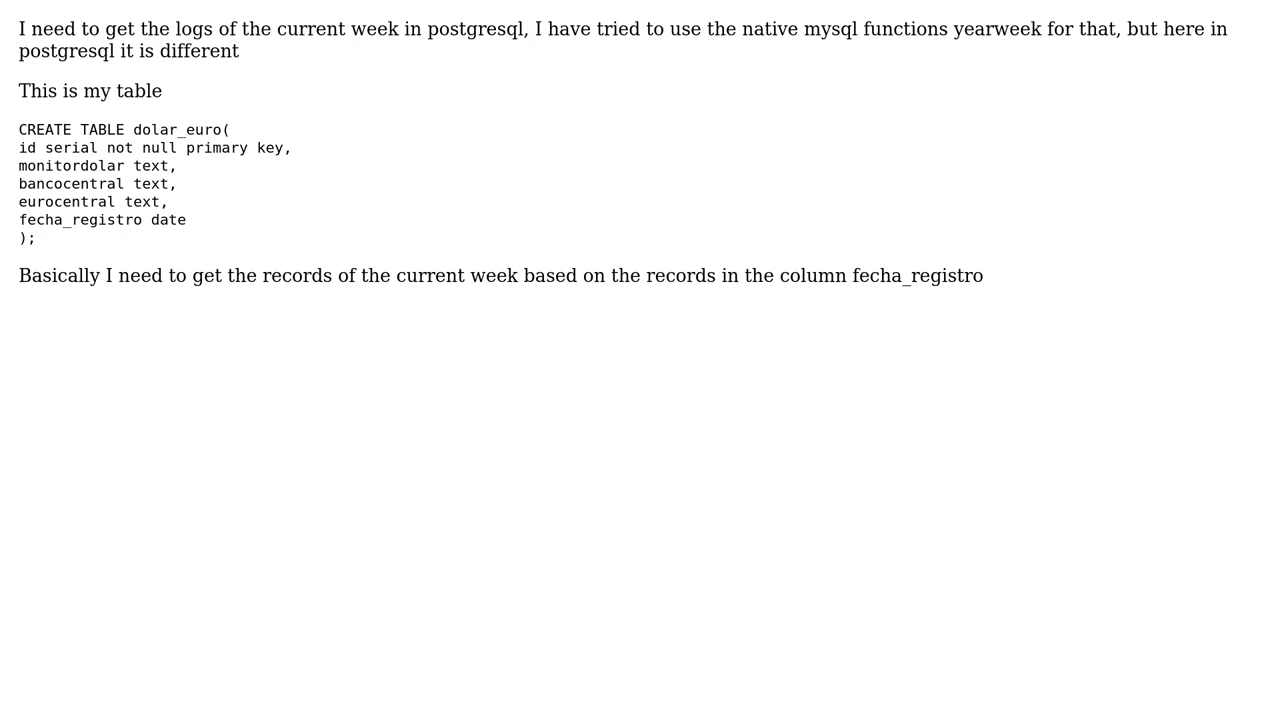 I need to get the logs of the current week in postgresql, I have tried to use the native mysql functions yearweek for that, but here in
postgresql it is different
This is my table
CREATE TABLE dolar_euro(
id serial not null primary key,
monitordolar text,
bancocentral text,
eurocentral text,
fecha_registro date
);
Basically I need to get the records of the current week based on the records in the column fecha_registro